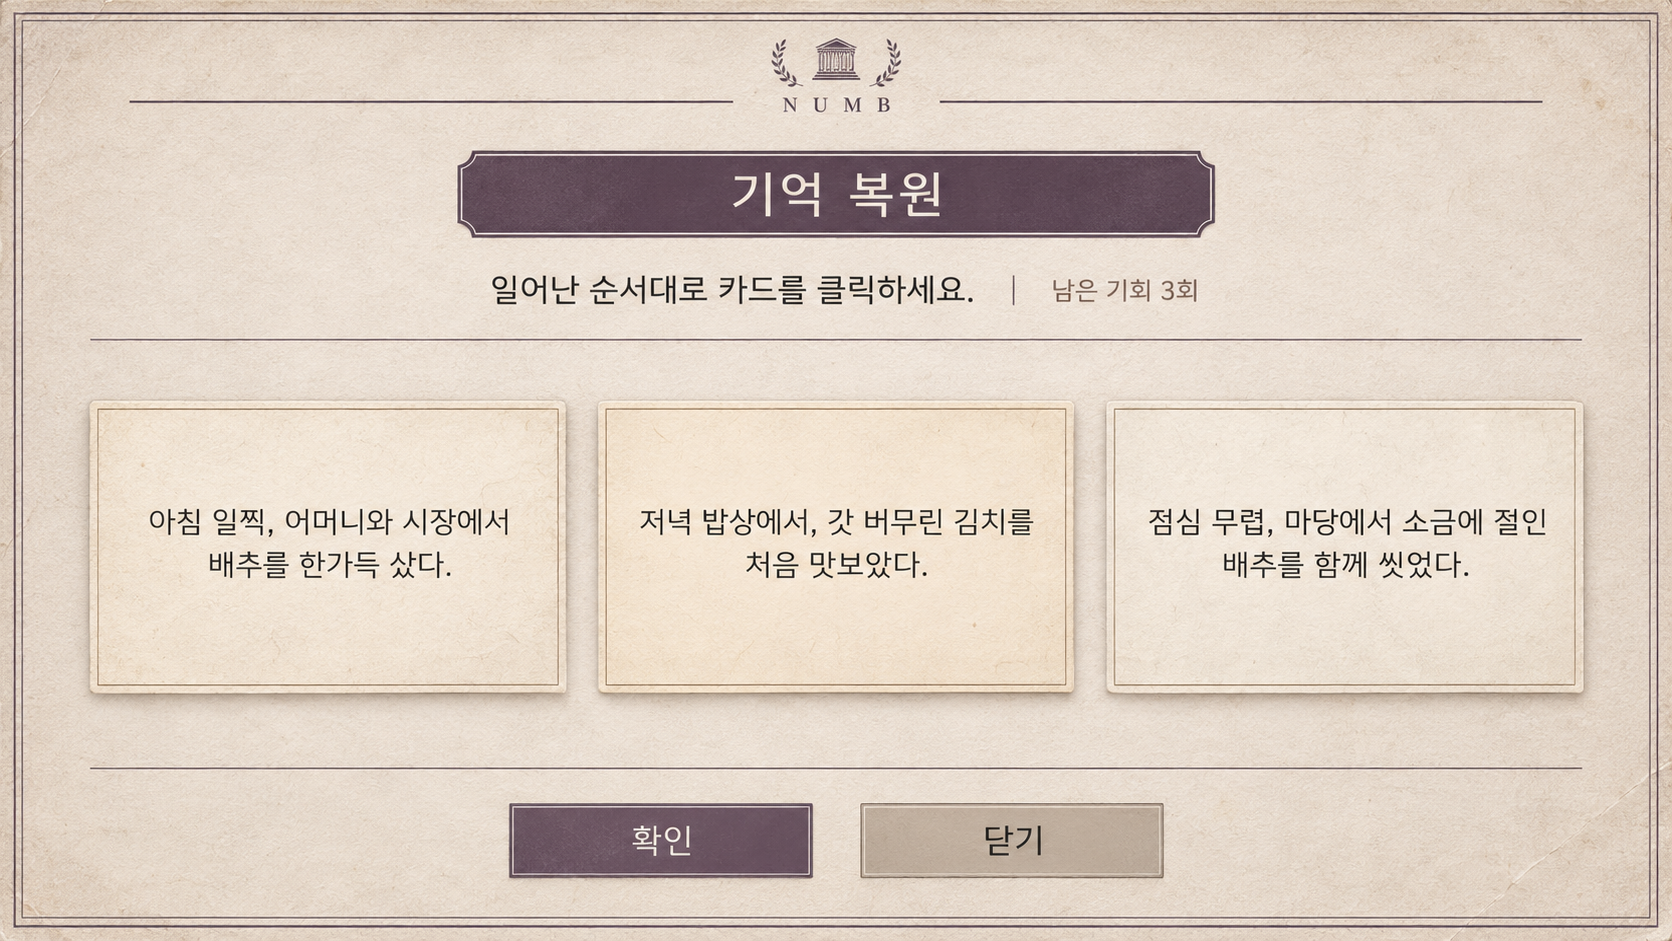 NUMB
기억 복원
일어난 순서대로 카드를 클릭하세요. | 남은 기회 3회
아침 일찍, 어머니와 시장에서
배추를 한가득 샀다.
저녁 밥상에서, 갓 버무린 김치를
처음 맛보았다.
점심 무렵, 마당에서 소금에 절인
배추를 함께 씻었다.
확인
닫기